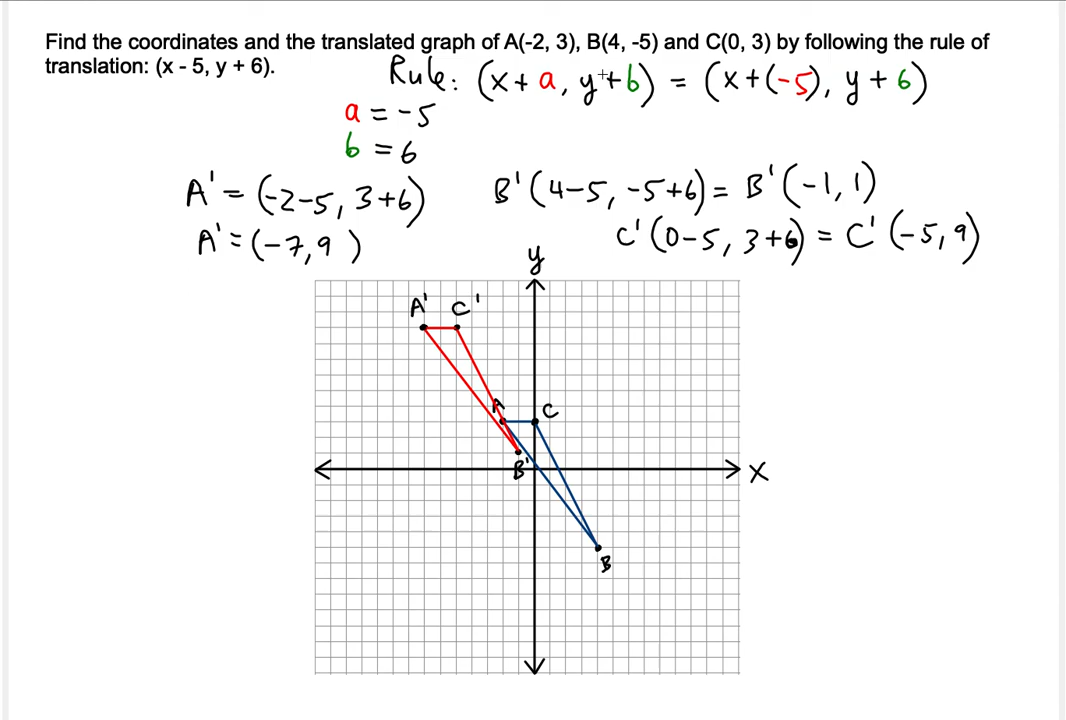 Find the coordinates and the translated graph of A(-2, 3), B(4, -5) and C(0, 3) by following the rule of
translation: (x - 5, y + 6).
Rule: (x + a, y + b) = (x + (-5), y + 6)
a = -5
b = 6
A' = (-2-5, 3+6)
B'(4-5, -5+6) = B'(-1, 1)
A' = (-7, 9 )
C'(0-5, 3+6) = C'(-5, 9)
y
A' C'
A C
B'
x
B